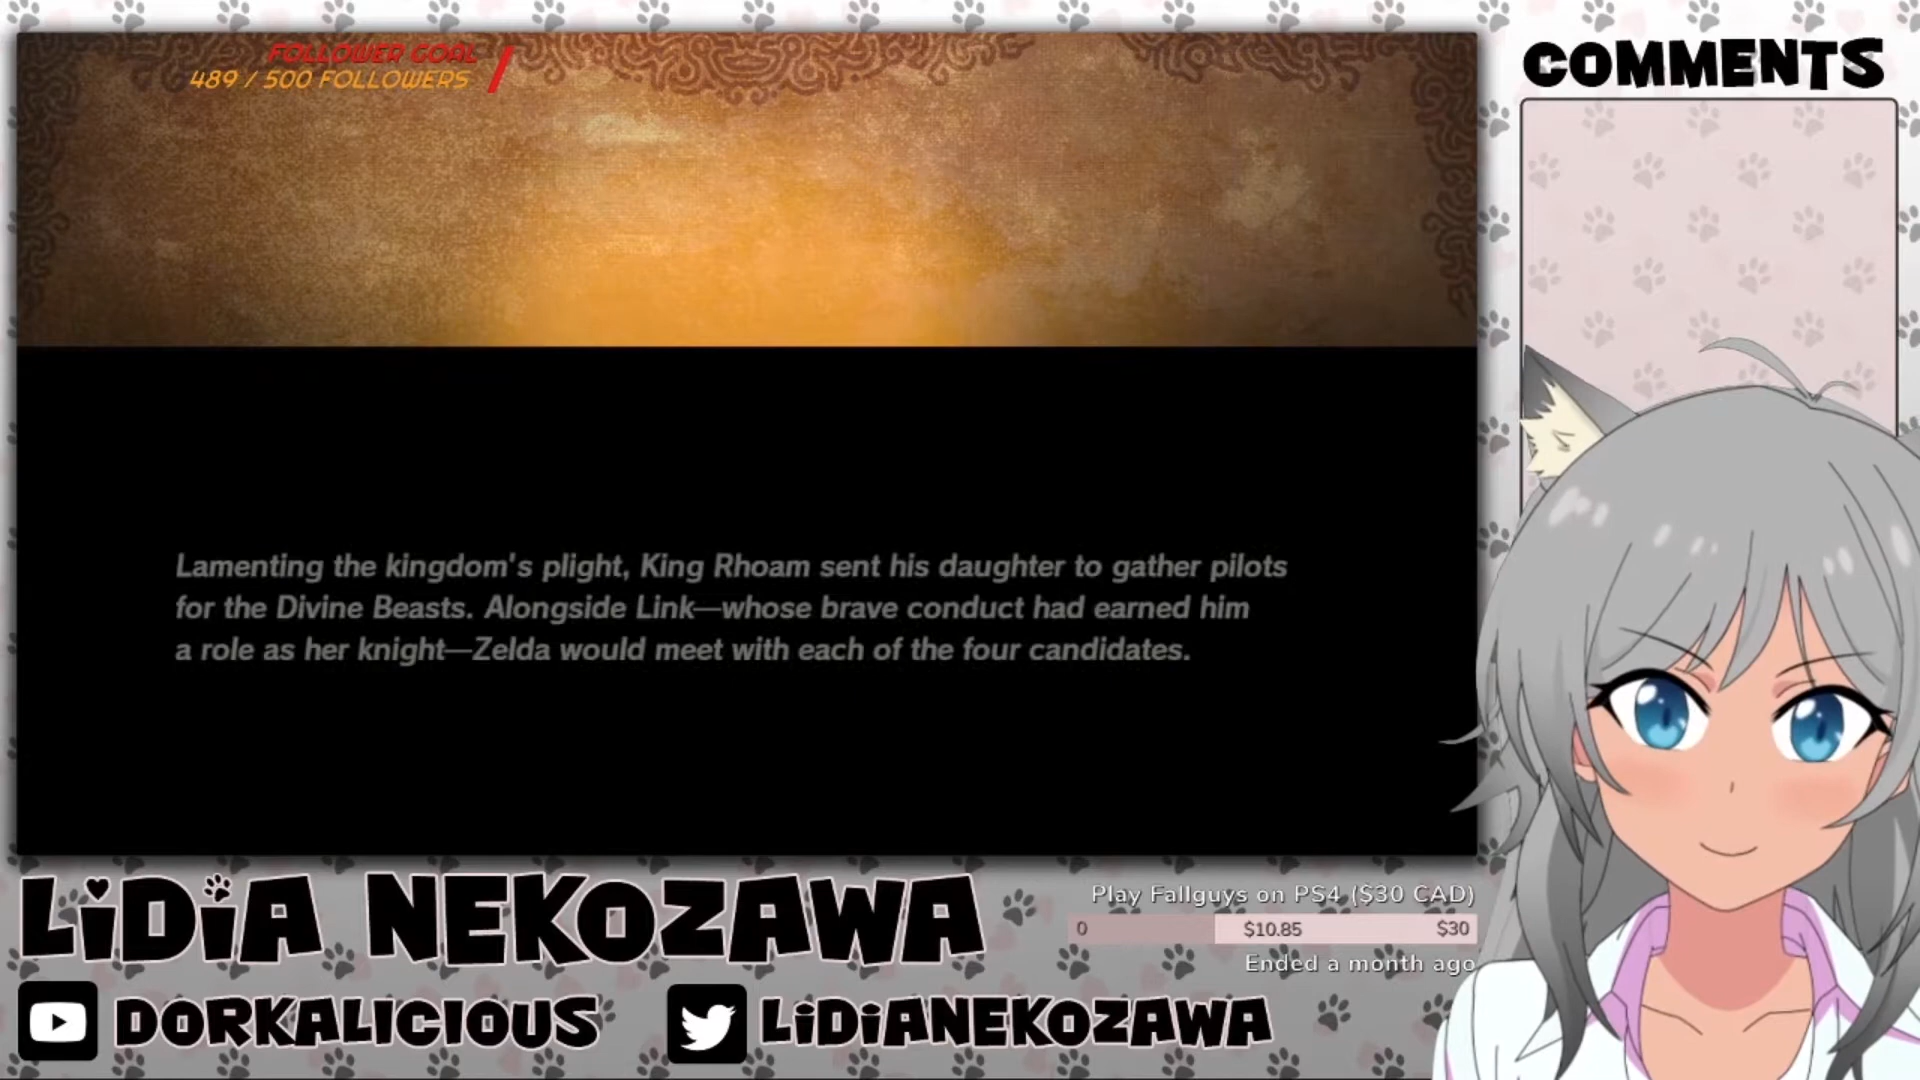 COMMENTS
FOLLOWER GOAL
489 / 500 FOLLOWERS
Lamenting the kingdom's plight, King Rhoam sent his daughter to gather pilots
for the Divine Beasts. Alongside Link—whose brave conduct had earned him
a role as her knight—Zelda would meet with each of the four candidates.
LiDiA NEKOZAWA
Play Fallguys on PS4 ($30 CAD)
0 $10.85 $30
Ended a month ago
DORKALICIOUS LiDiANEKOZAWA